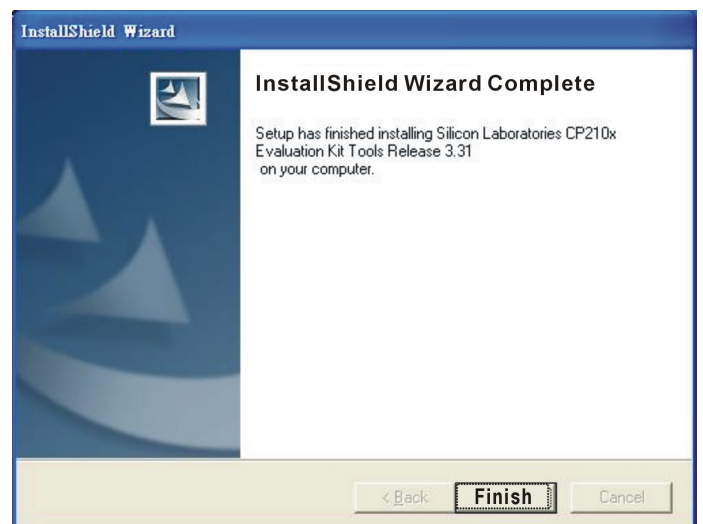 InstallShield Wizard
InstallShield Wizard Complete
Setup has finished installing Silicon Laboratories CP210x
Evaluation Kit Tools Release 3.31
on your computer.
< Back
Finish
Cancel